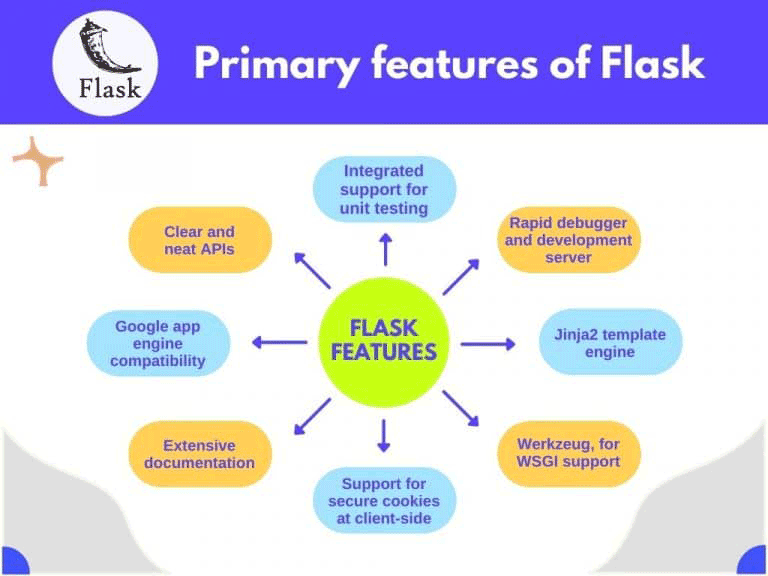 Flask
Primary features of Flask
Integrated
support for
unit testing
Clear and
neat APIs
Rapid debugger
and development
server
Google app
engine
compatibility
FLASK
FEATURES
Jinja2 template
engine
Extensive
documentation
Werkzeug, for
WSGI support
Support for
secure cookies
at client-side